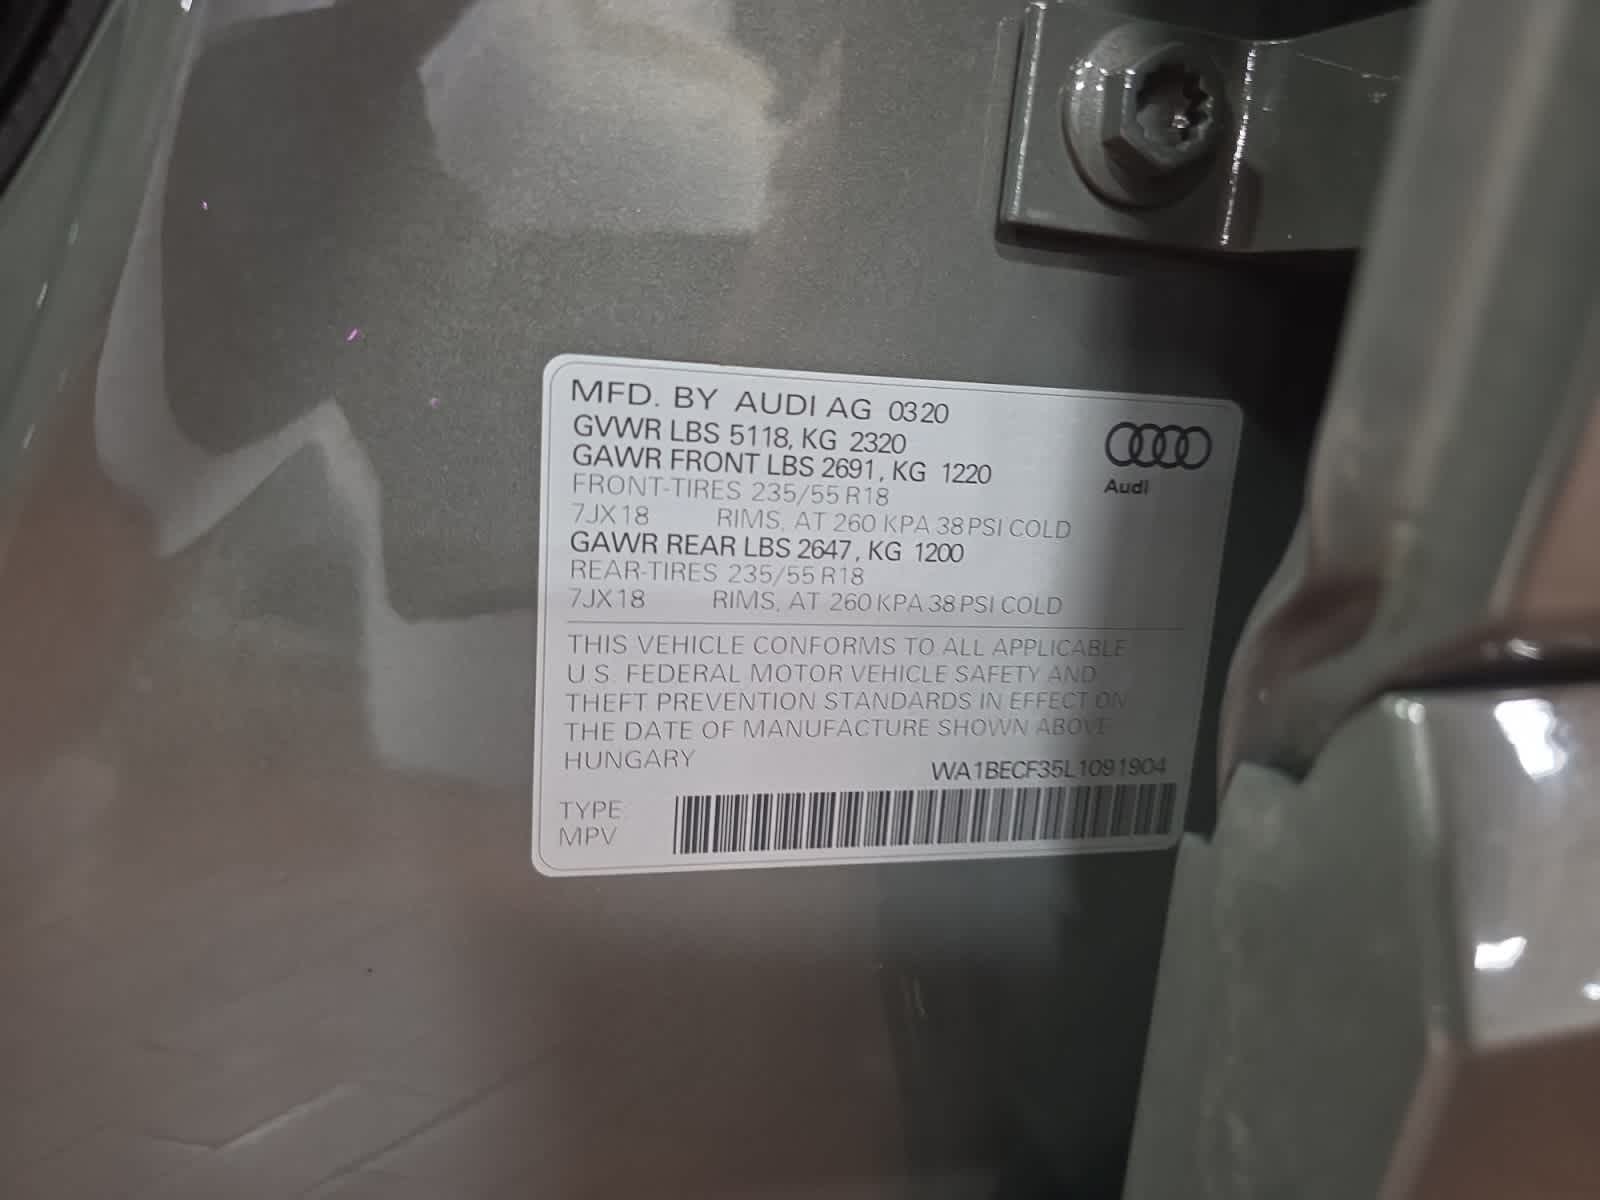 MFD. BY AUDI AG 0320
GVWR LBS 5118, KG 2320
GAWR FRONT LBS 2691, KG 1220
FRONT-TIRES 235/55 R18
7JX18 RIMS, AT 260 KPA 38 PSI COLD
GAWR REAR LBS 2647, KG 1200
REAR-TIRES 235/55 R18
7JX18 RIMS, AT 260 KPA 38 PSI COLD
Audi
THIS VEHICLE CONFORMS TO ALL APPLICABLE
U.S. FEDERAL MOTOR VEHICLE SAFETY AND
THEFT PREVENTION STANDARDS IN EFFECT ON
THE DATE OF MANUFACTURE SHOWN ABOVE
HUNGARY
WA1BECF35L1091904
TYPE
MPV